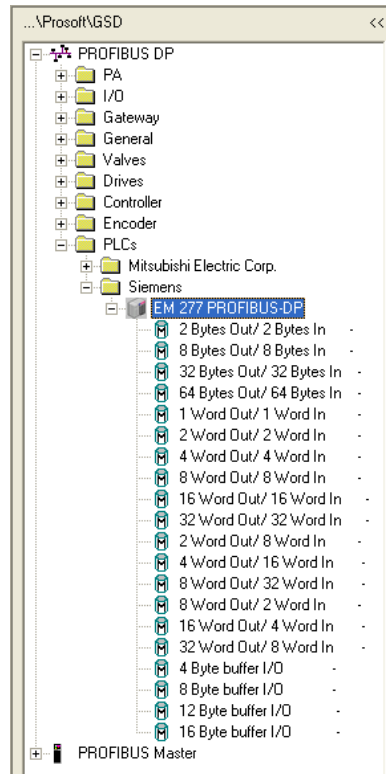 ...\Prosoft\GSD <<
PROFIBUS DP
PA
I/O
Gateway
General
Valves
Drives
Controller
Encoder
PLCs
Mitsubishi Electric Corp.
Siemens
EM 277 PROFIBUS-DP
2 Bytes Out/ 2 Bytes In -
8 Bytes Out/ 8 Bytes In -
32 Bytes Out/ 32 Bytes In -
64 Bytes Out/ 64 Bytes In -
1 Word Out/ 1 Word In -
2 Word Out/ 2 Word In -
4 Word Out/ 4 Word In -
8 Word Out/ 8 Word In -
16 Word Out/ 16 Word In -
32 Word Out/ 32 Word In -
2 Word Out/ 8 Word In -
4 Word Out/ 16 Word In -
8 Word Out/ 32 Word In -
8 Word Out/ 2 Word In -
16 Word Out/ 4 Word In -
32 Word Out/ 8 Word In -
4 Byte buffer I/O -
8 Byte buffer I/O -
12 Byte buffer I/O -
16 Byte buffer I/O -
PROFIBUS Master